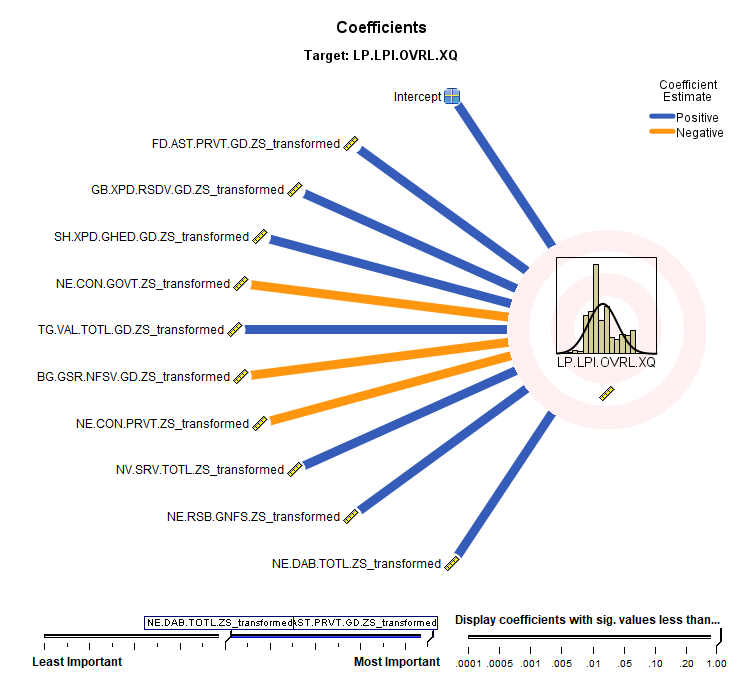 Coefficients
Target: LP.LPI.OVRL.XQ
Coefficient
Estimate
Positive
Negative
Intercept
FD.AST.PRVT.GD.ZS_transformed
GB.XPD.RSDV.GD.ZS_transformed
SH.XPD.GHED.GD.ZS_transformed
NE.CON.GOVT.ZS_transformed
TG.VAL.TOTL.GD.ZS_transformed
BG.GSR.NFSV.GD.ZS_transformed
NE.CON.PRVT.ZS_transformed
NV.SRV.TOTL.ZS_transformed
NE.RSB.GNFS.ZS_transformed
NE.DAB.TOTL.ZS_transformed
LP.LPI.OVRL.XQ
NE.DAB.TOTL.ZS_transformed AST.PRVT.GD.ZS_transformed
Least Important Most Important
Display coefficients with sig. values less than...
.0001 .0005 .001 .005 .01 .05 .10 .20 1.00